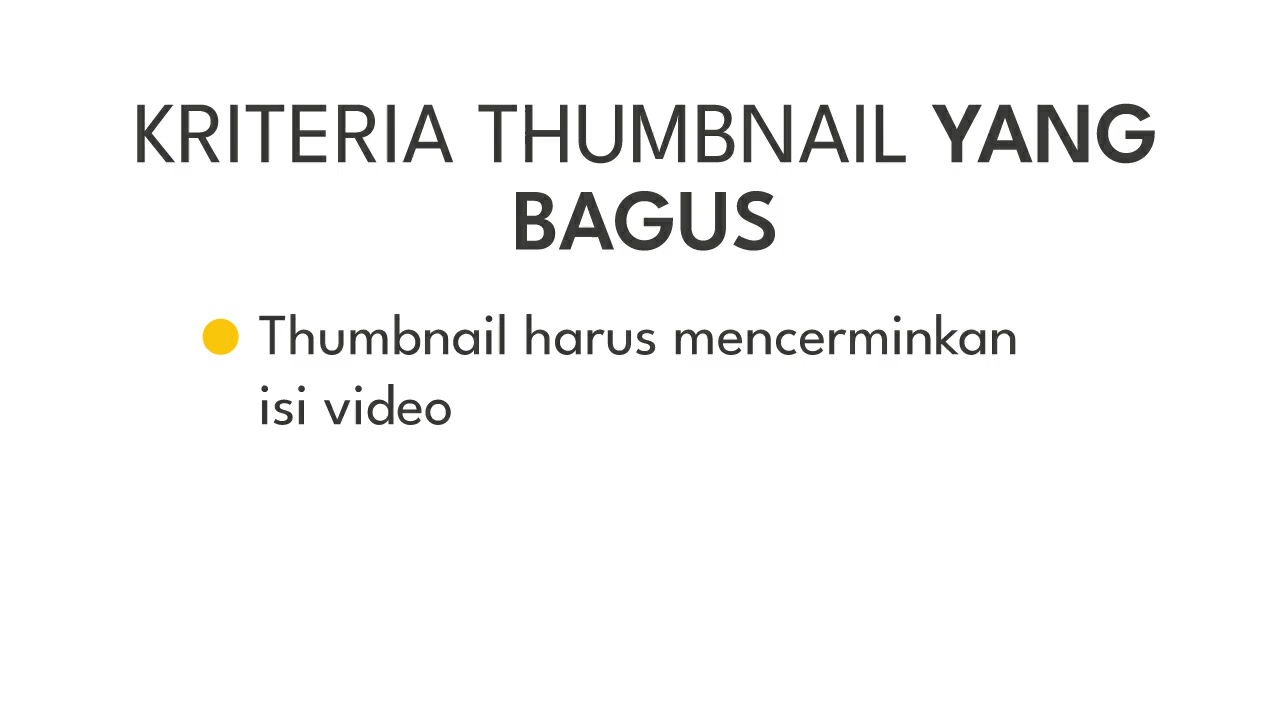 KRITERIA THUMBNAIL YANG
BAGUS
Thumbnail harus mencerminkan
isi video